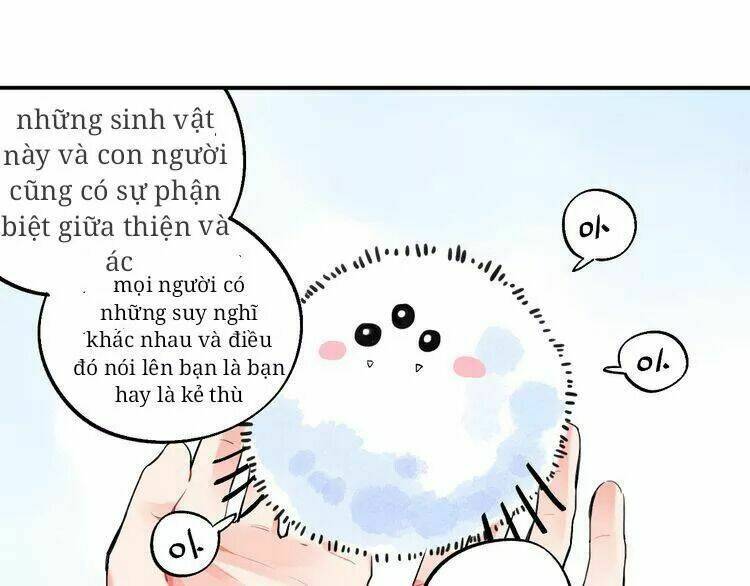 những sinh vật
này và con người
cũng có sự phận
biệt giữa thiện và
ác
mọi người có
những suy nghĩ
khác nhau và điều
đó nói lên bạn là bạn
hay là kẻ thù
아.
아.
아.